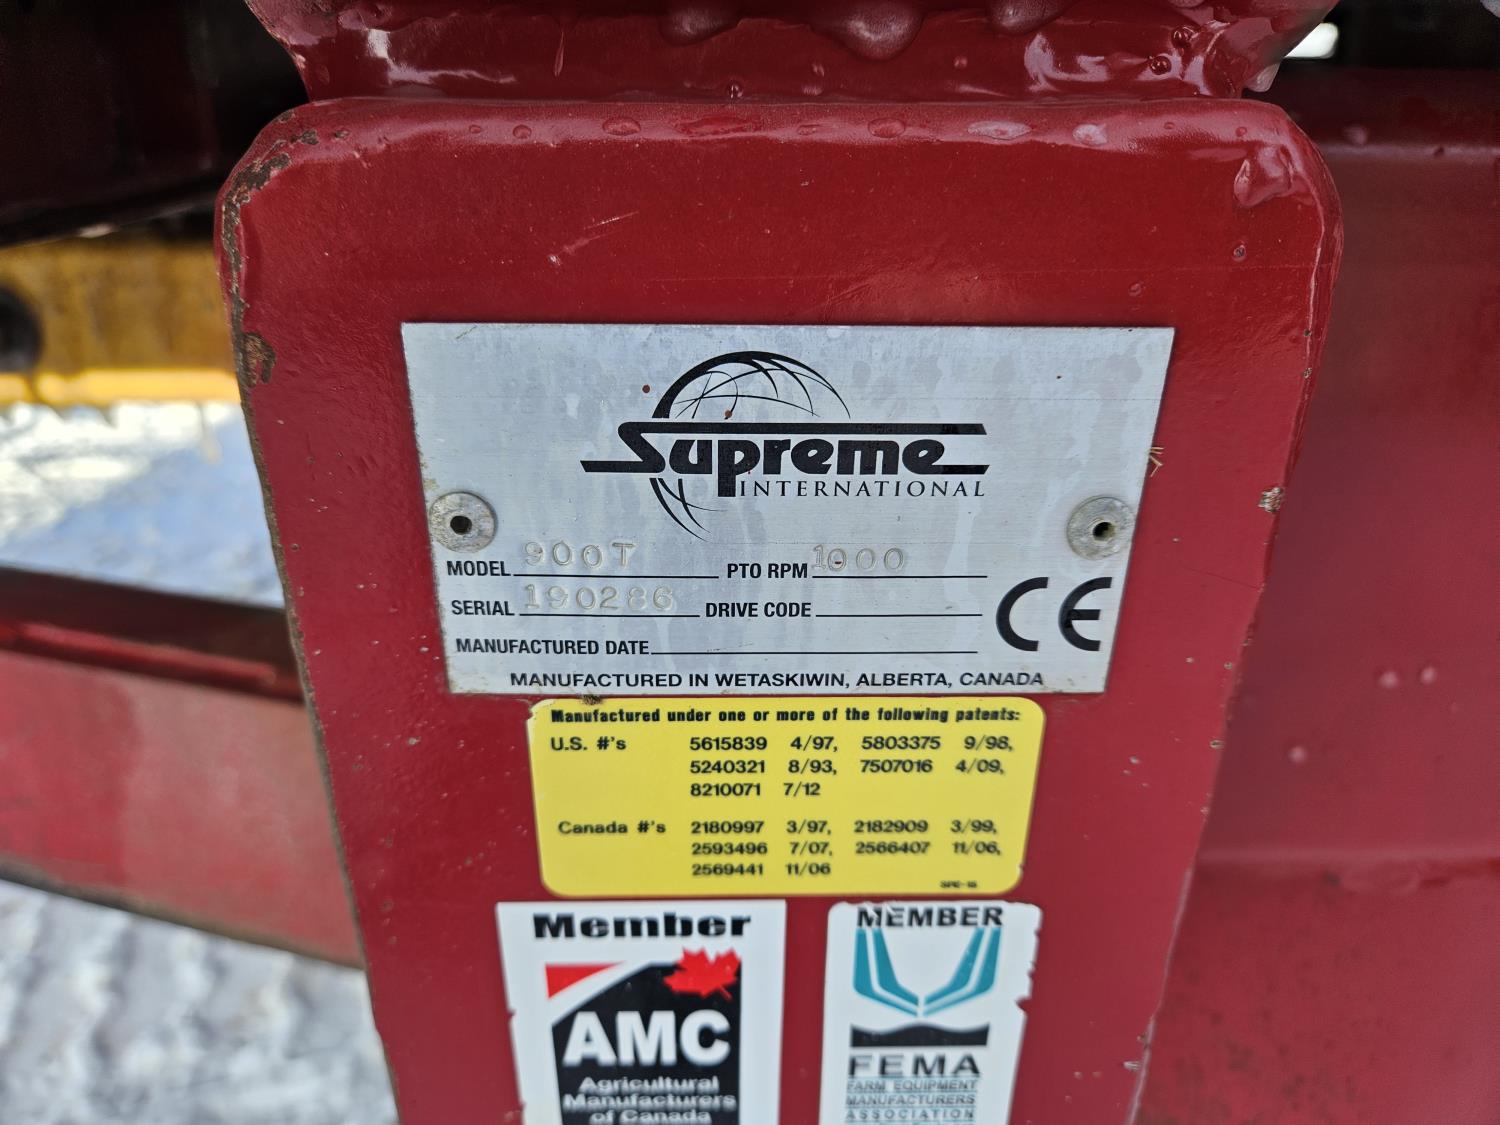 Supreme
INTERNATIONAL
MODEL 900T PTO RPM 1000
SERIAL 190286 DRIVE CODE
MANUFACTURED DATE
CE
MANUFACTURED IN WETASKIWIN, ALBERTA, CANADA
Manufactured under one or more of the following patents:
U.S. #'s 5615839 4/97, 5803375 9/98,
5240321 8/93, 7507016 4/09,
8210071 7/12
Canada #'s 2180997 3/97, 2182909 3/99,
2593496 7/07, 2566407 11/06,
2569441 11/06
Member
AMC
Agricultural
Manufacturers
of Canada
MEMBER
FEMA
FARM EQUIPMENT
MANUFACTURERS
ASSOCIATION